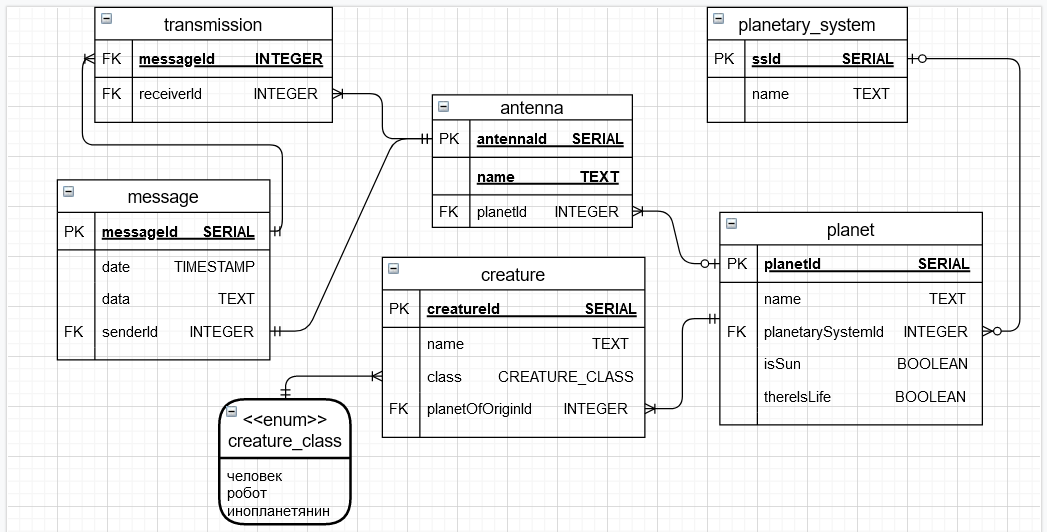 transmission
FK messageId INTEGER
FK receiverId INTEGER
planetary_system
PK ssId SERIAL
name TEXT
antenna
PK antennaId SERIAL
name TEXT
FK planetId INTEGER
message
PK messageId SERIAL
date TIMESTAMP
data TEXT
FK senderId INTEGER
planet
PK planetId SERIAL
name TEXT
FK planetarySystemId INTEGER
isSun BOOLEAN
thereIsLife BOOLEAN
creature
PK creatureId SERIAL
name TEXT
class CREATURE_CLASS
FK planetOfOriginId INTEGER
<<enum>>
creature_class
человек
робот
инопланетянин